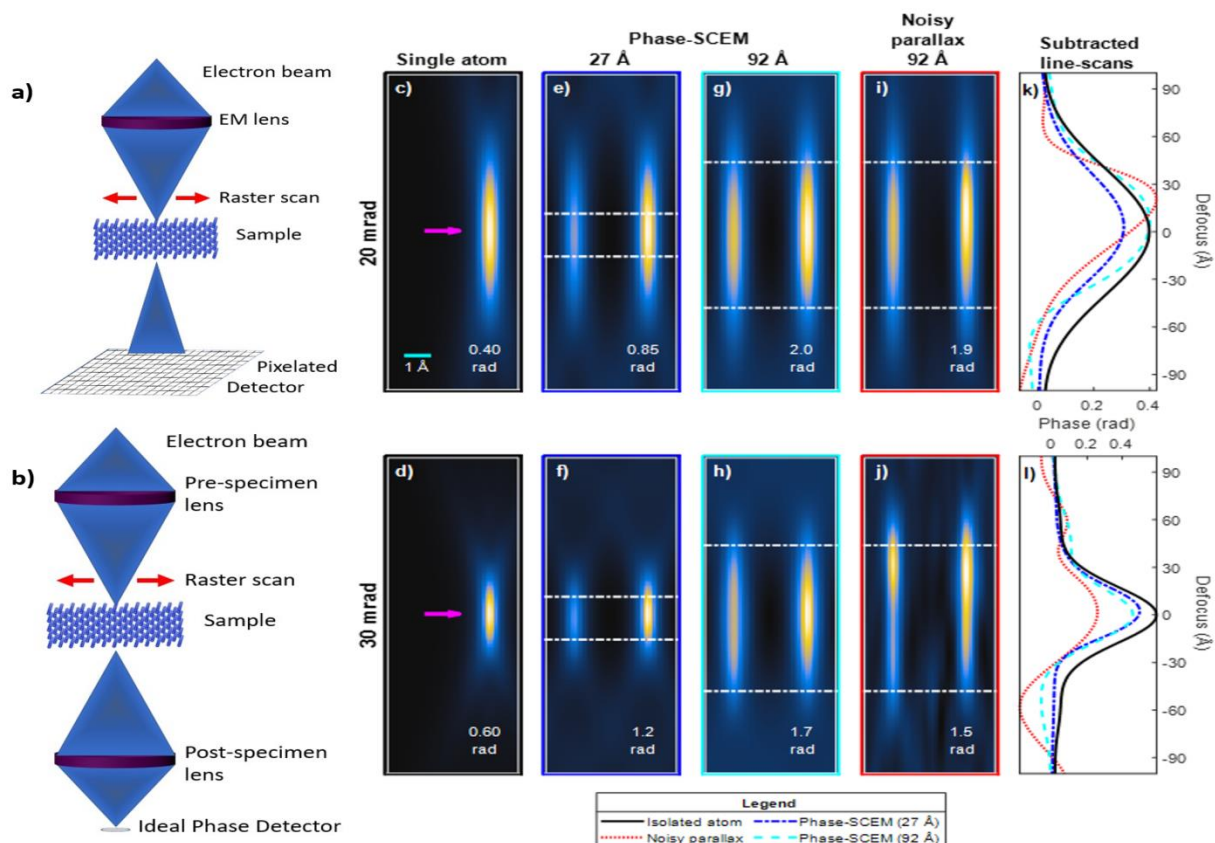 a)
Electron beam
EM lens
Raster scan
Sample
Pixelated
Detector
b)
Electron beam
Pre-specimen
lens
Raster scan
Sample
Post-specimen
lens
Ideal Phase Detector
Single atom
Phase-SCEM
27 Å
92 Å
Noisy
parallax
92 Å
Subtracted
line-scans
20 mrad
c)
1 Å
0.40
rad
e)
0.85
rad
g)
2.0
rad
i)
1.9
rad
k)
90
60
30
0
-30
-60
-90
Defocus (Å)
0
0.2
0.4
Phase (rad)
0
0.2
0.4
30 mrad
d)
0.60
rad
f)
1.2
rad
h)
1.7
rad
j)
1.5
rad
l)
90
60
30
0
-30
-60
-90
Defocus (Å)
Legend
Isolated atom
Phase-SCEM (27 Å)
Noisy parallax
Phase-SCEM (92 Å)